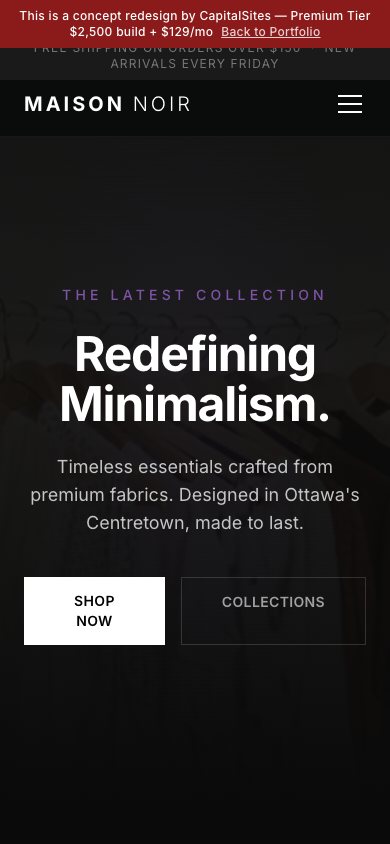 This is a concept redesign by CapitalSites — Premium Tier
$2,500 build + $129/mo Back to Portfolio
FREE SHIPPING ON ORDERS OVER $150 · NEW
ARRIVALS EVERY FRIDAY
MAISON NOIR
THE LATEST COLLECTION
Redefining
Minimalism.
Timeless essentials crafted from
premium fabrics. Designed in Ottawa's
Centretown, made to last.
SHOP
NOW
COLLECTIONS